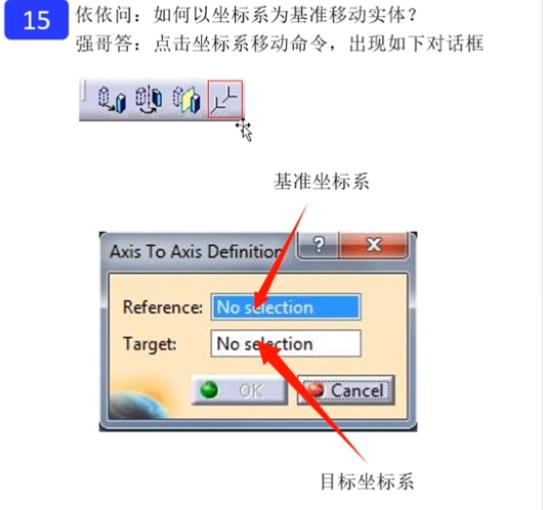 15
依依问：如何以坐标系为基准移动实体？
强哥答：点击坐标系移动命令，出现如下对话框
基准坐标系
Axis To Axis Definition
Reference: No selection
Target: No selection
OK Cancel
目标坐标系